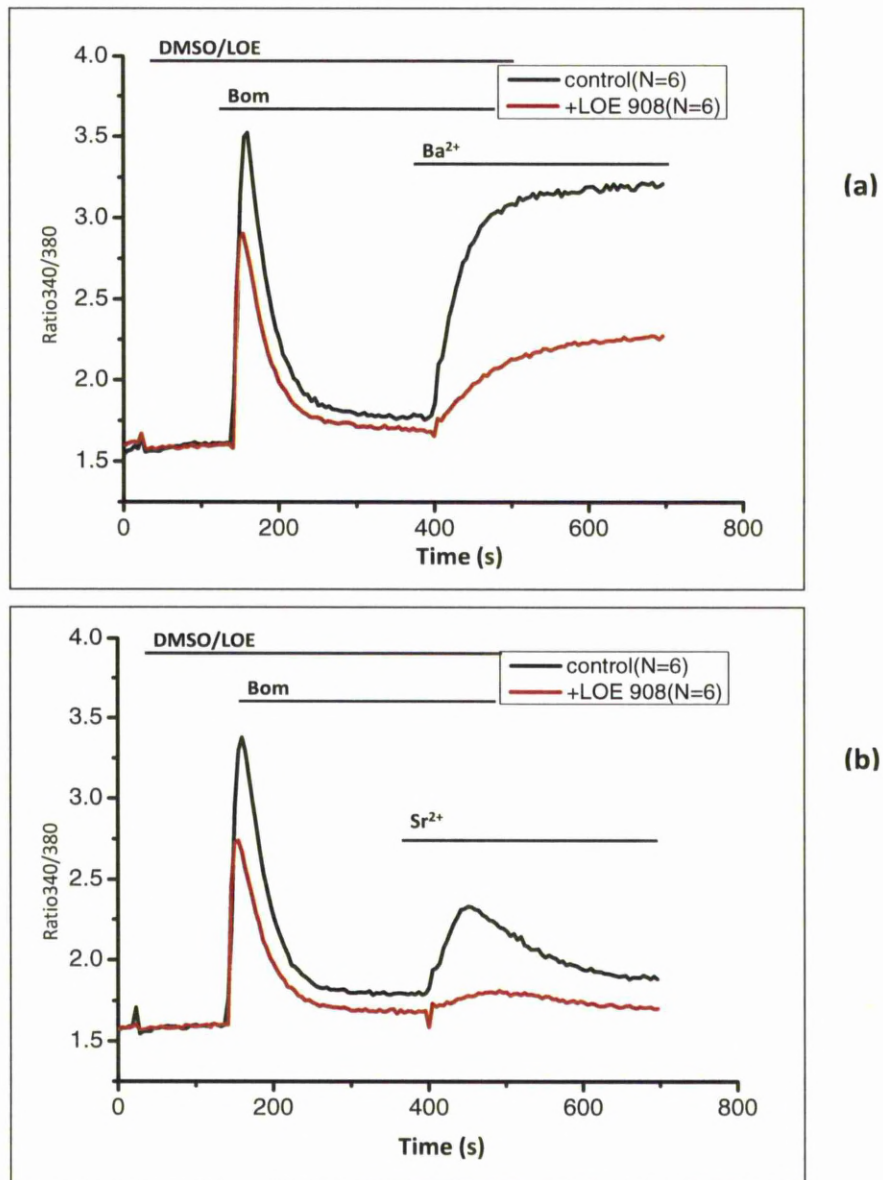 DMSO/LOE
control(N=6)
+LOE 908(N=6)
Bom
Ba²⁺
4.0
3.5
3.0
2.5
2.0
1.5
Ratio340/380
0 200 400 600 800
Time (s)
(a)
DMSO/LOE
control(N=6)
+LOE 908(N=6)
Bom
Sr²⁺
4.0
3.5
3.0
2.5
2.0
1.5
Ratio340/380
0 200 400 600 800
Time (s)
(b)